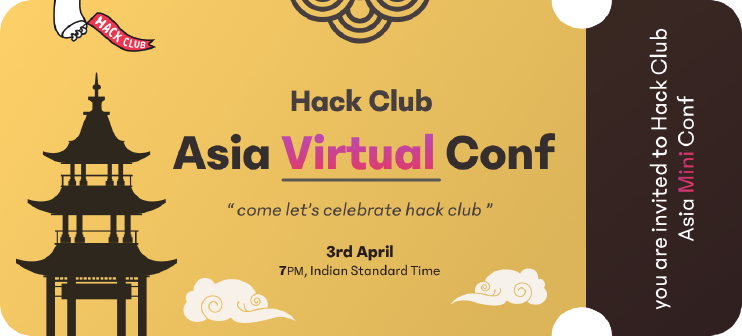 HACK CLUB
Hack Club
Asia Virtual Conf
“ come let's celebrate hack club ”
3rd April
7PM, Indian Standard Time
you are invited to Hack Club
Asia Mini Conf